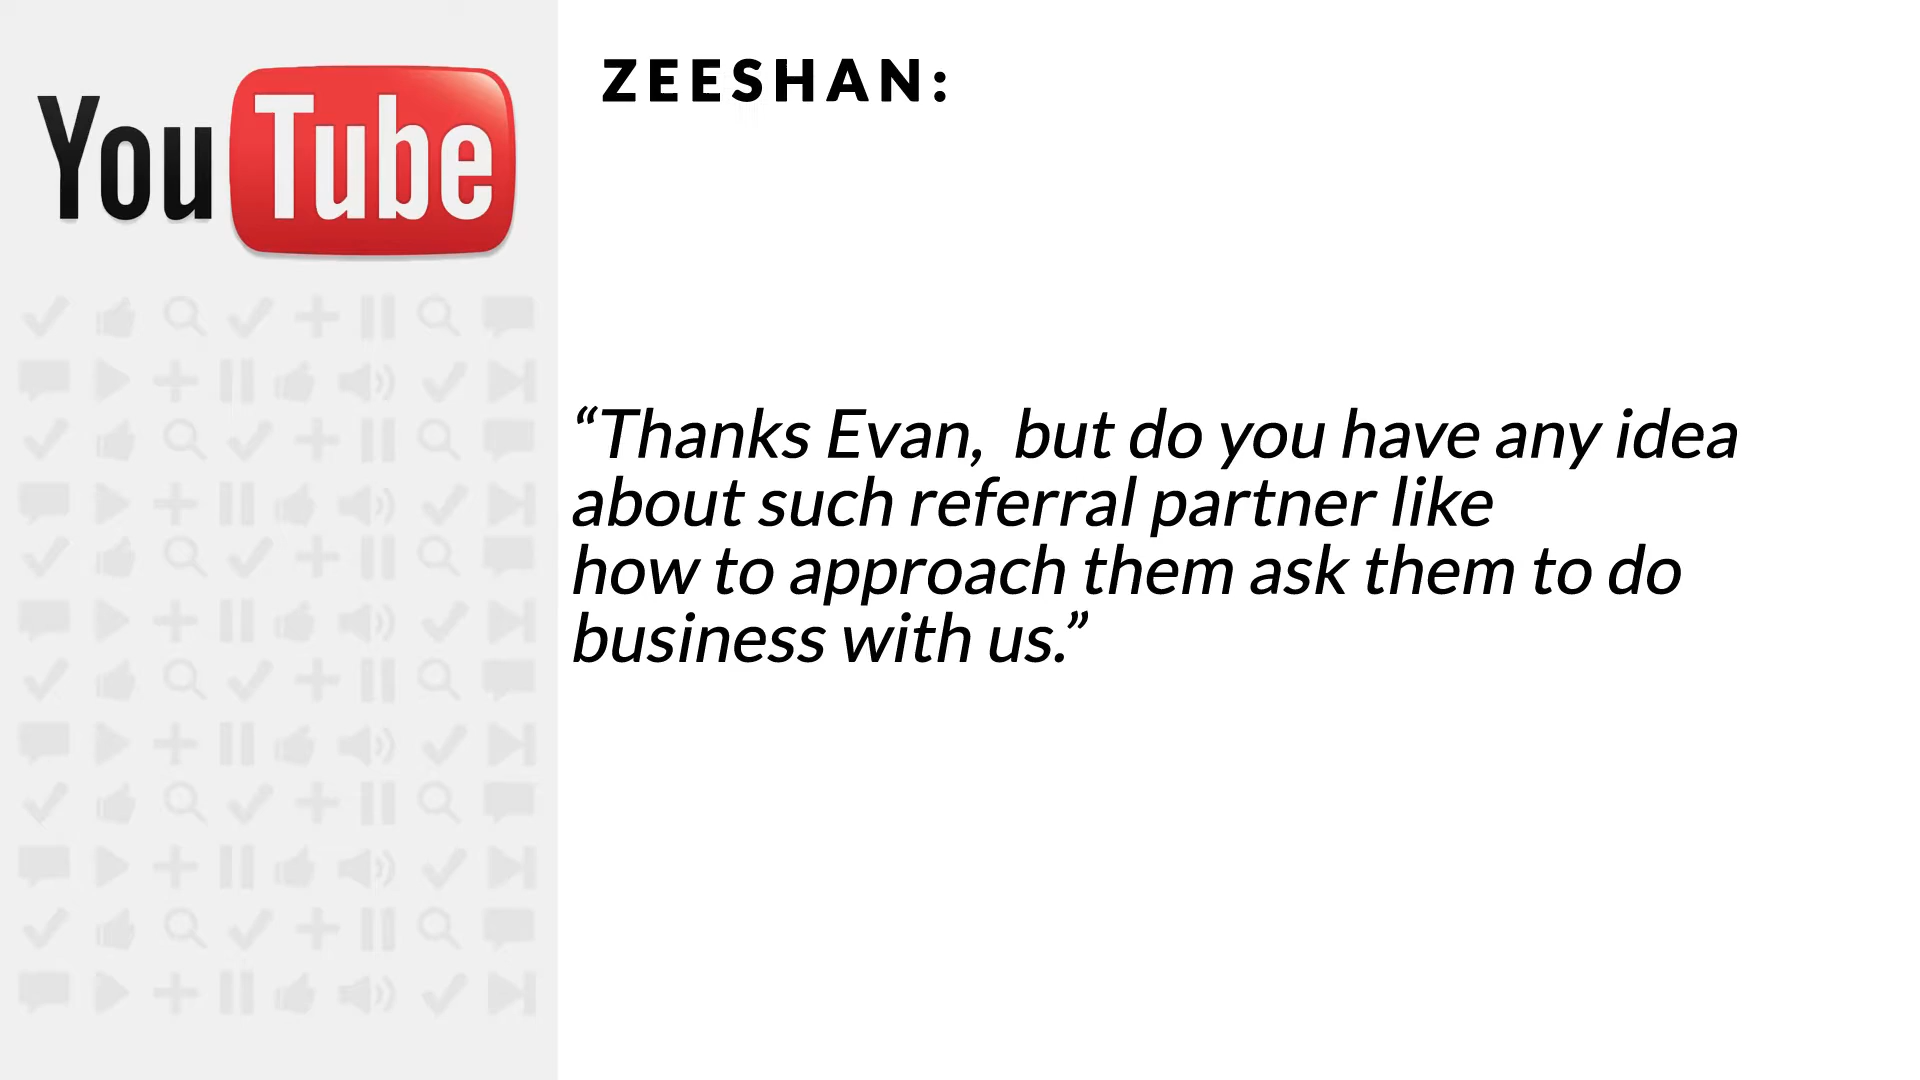 YouTube
ZEESHAN:
“Thanks Evan,  but do you have any idea
about such referral partner like
how to approach them ask them to do
business with us.”